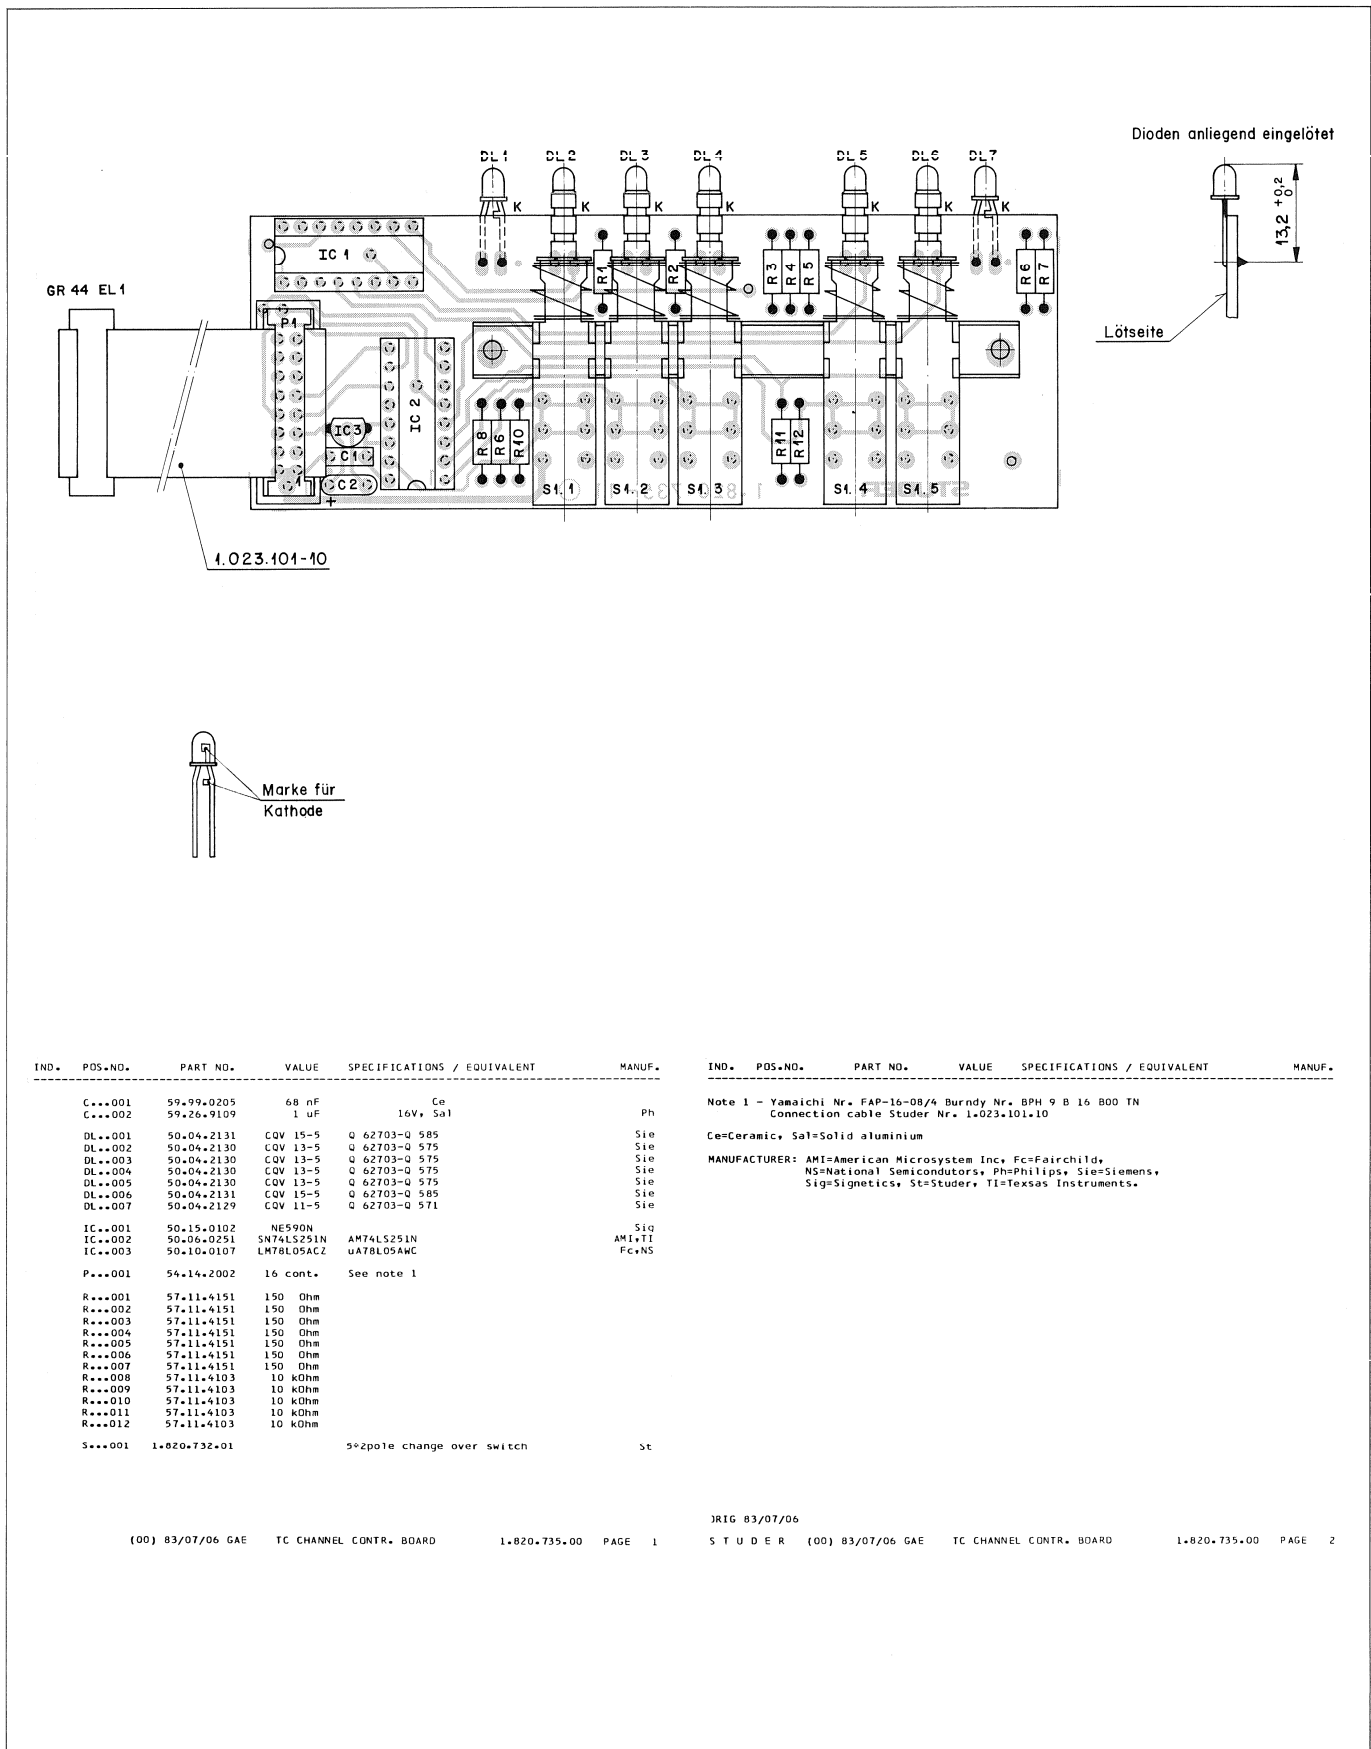 Dioden anliegend eingelötet
DL1 DL2 DL3 DL4 DL5 DL6 DL7
K K K K K K K
13,2 +0,2 0
IC 1
R1 R2 R3 R4 R5 R6 R7
GR 44 EL1
P1
Lötseite
IC 2
IC3
C1
C2
1
+
R8 R6 R10 R11 R12
S1.1 S1.2 S1.3 S1.4 S1.5
STUDER
1.023.101-10
Marke für
Kathode
IND. POS.NO. PART NO. VALUE SPECIFICATIONS / EQUIVALENT MANUF.
C...001 59.99.0205 68 nF Ce
C...002 59.26.9109 1 uF 16V, Sal Ph
DL..001 50.04.2131 CQV 15-5 Q 62703-Q 585 Sie
DL..002 50.04.2130 CQV 13-5 Q 62703-Q 575 Sie
DL..003 50.04.2130 CQV 13-5 Q 62703-Q 575 Sie
DL..004 50.04.2130 CQV 13-5 Q 62703-Q 575 Sie
DL..005 50.04.2130 CQV 13-5 Q 62703-Q 575 Sie
DL..006 50.04.2131 CQV 15-5 Q 62703-Q 585 Sie
DL..007 50.04.2129 CQV 11-5 Q 62703-Q 571 Sie
IC..001 50.15.0102 NE590N Sig
IC..002 50.06.0251 SN74LS251N AM74LS251N AMI,TI
IC..003 50.10.0107 LM78L05ACZ uA78L05AWC Fc,NS
P...001 54.14.2002 16 cont. See note 1
R...001 57.11.4151 150 Ohm
R...002 57.11.4151 150 Ohm
R...003 57.11.4151 150 Ohm
R...004 57.11.4151 150 Ohm
R...005 57.11.4151 150 Ohm
R...006 57.11.4151 150 Ohm
R...007 57.11.4151 150 Ohm
R...008 57.11.4103 10 kOhm
R...009 57.11.4103 10 kOhm
R...010 57.11.4103 10 kOhm
R...011 57.11.4103 10 kOhm
R...012 57.11.4103 10 kOhm
S...001 1.820.732.01 5*2pole change over switch St
(00) 83/07/06 GAE TC CHANNEL CONTR. BOARD 1.820.735.00 PAGE 1
IND. POS.NO. PART NO. VALUE SPECIFICATIONS / EQUIVALENT MANUF.
Note 1 - Yamaichi Nr. FAP-16-08/4 Burndy Nr. BPH 9 B 16 B00 TN
Connection cable Studer Nr. 1.023.101.10
Ce=Ceramic, Sal=Solid aluminium
MANUFACTURER: AMI=American Microsystem Inc, Fc=Fairchild,
NS=National Semicondutors, Ph=Philips, Sie=Siemens,
Sig=Signetics, St=Studer, TI=Texsas Instruments.
ORIG 83/07/06
S T U D E R (00) 83/07/06 GAE TC CHANNEL CONTR. BOARD 1.820.735.00 PAGE 2